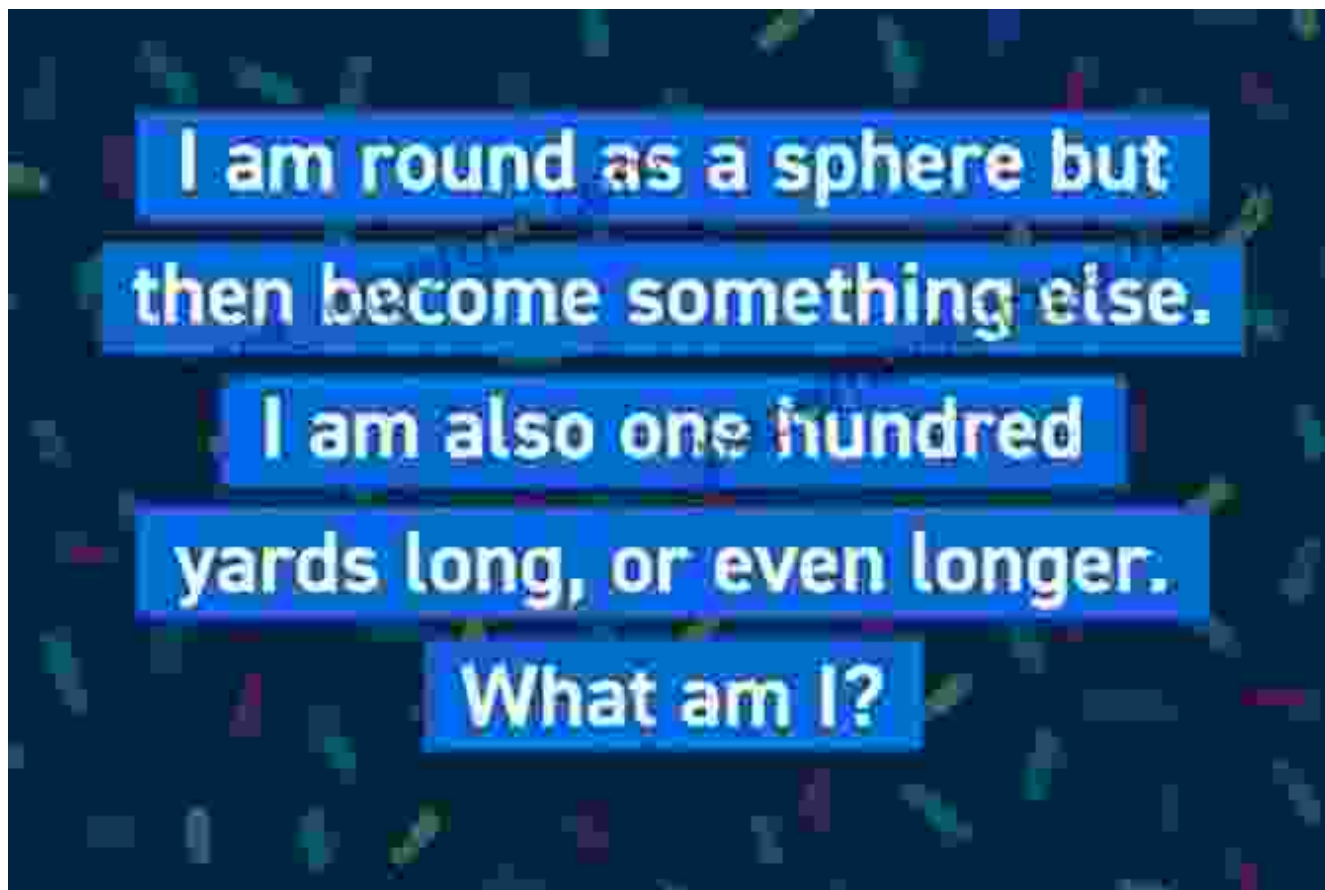 I am round as a sphere but
then become something else.
I am also one hundred
yards long, or even longer.
What am I?